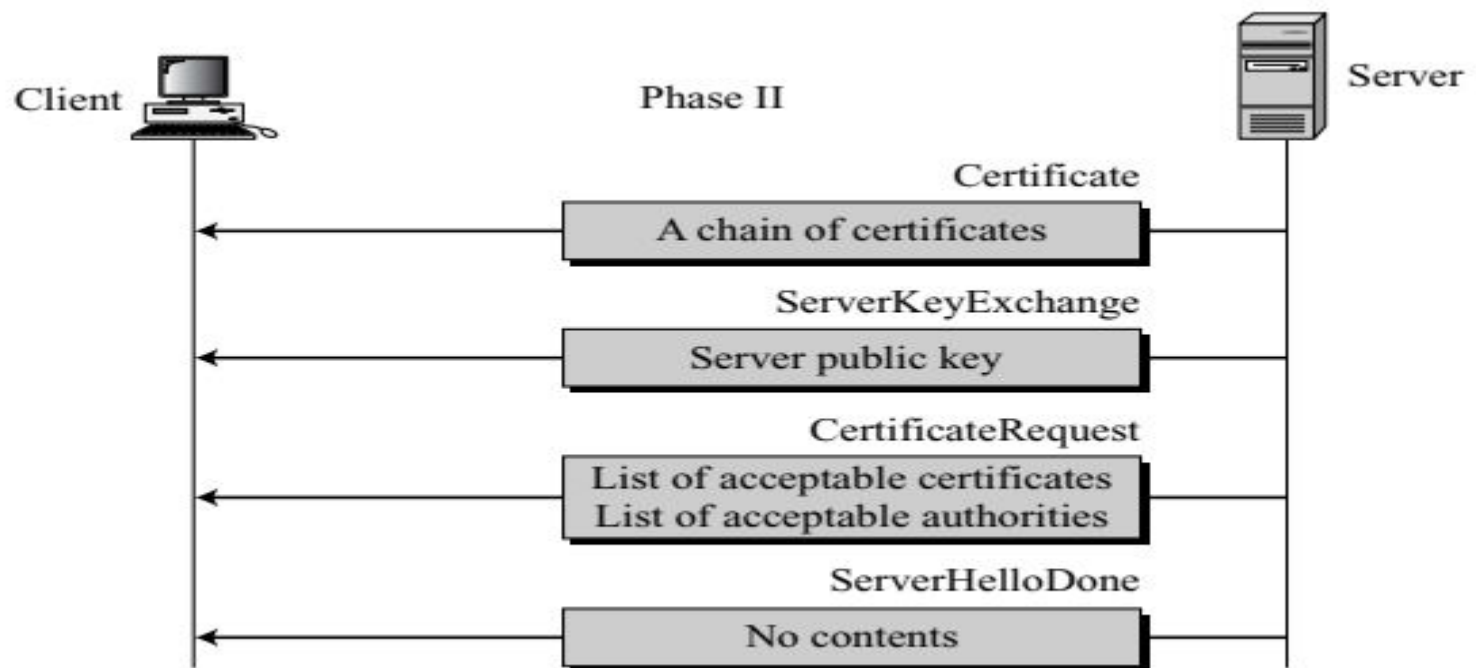 Client
Phase II
Server
Certificate
A chain of certificates
ServerKeyExchange
Server public key
CertificateRequest
List of acceptable certificates
List of acceptable authorities
ServerHelloDone
No contents